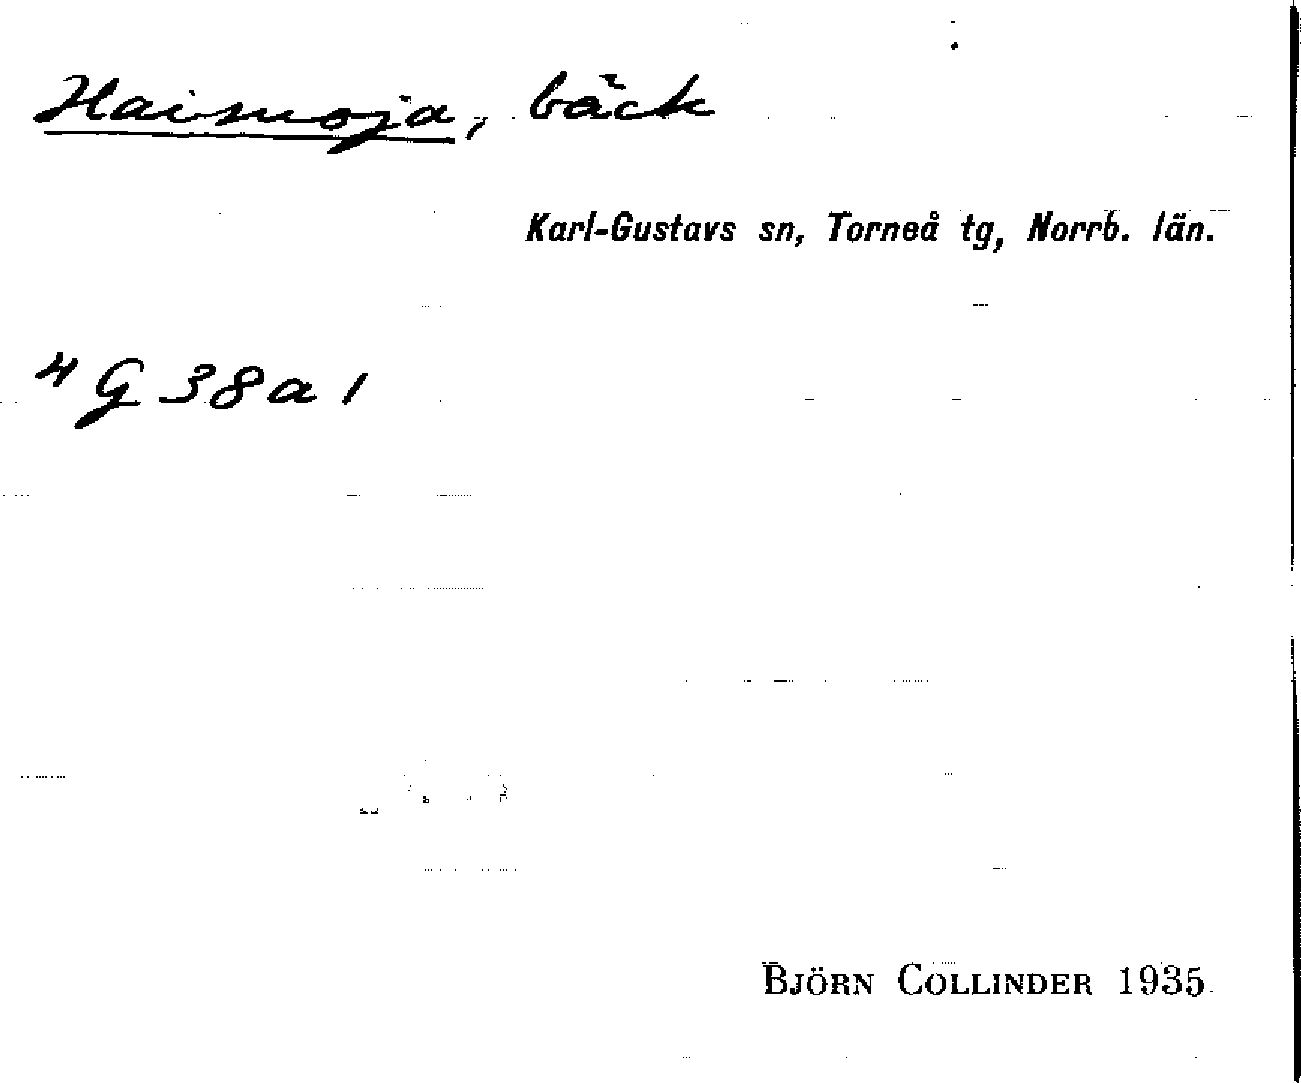 Haisuoja, bäck
Karl-Gustavs sn, Torneå tg, Norrb. län.
4 G 38 a 1
BJÖRN COLLINDER 1935